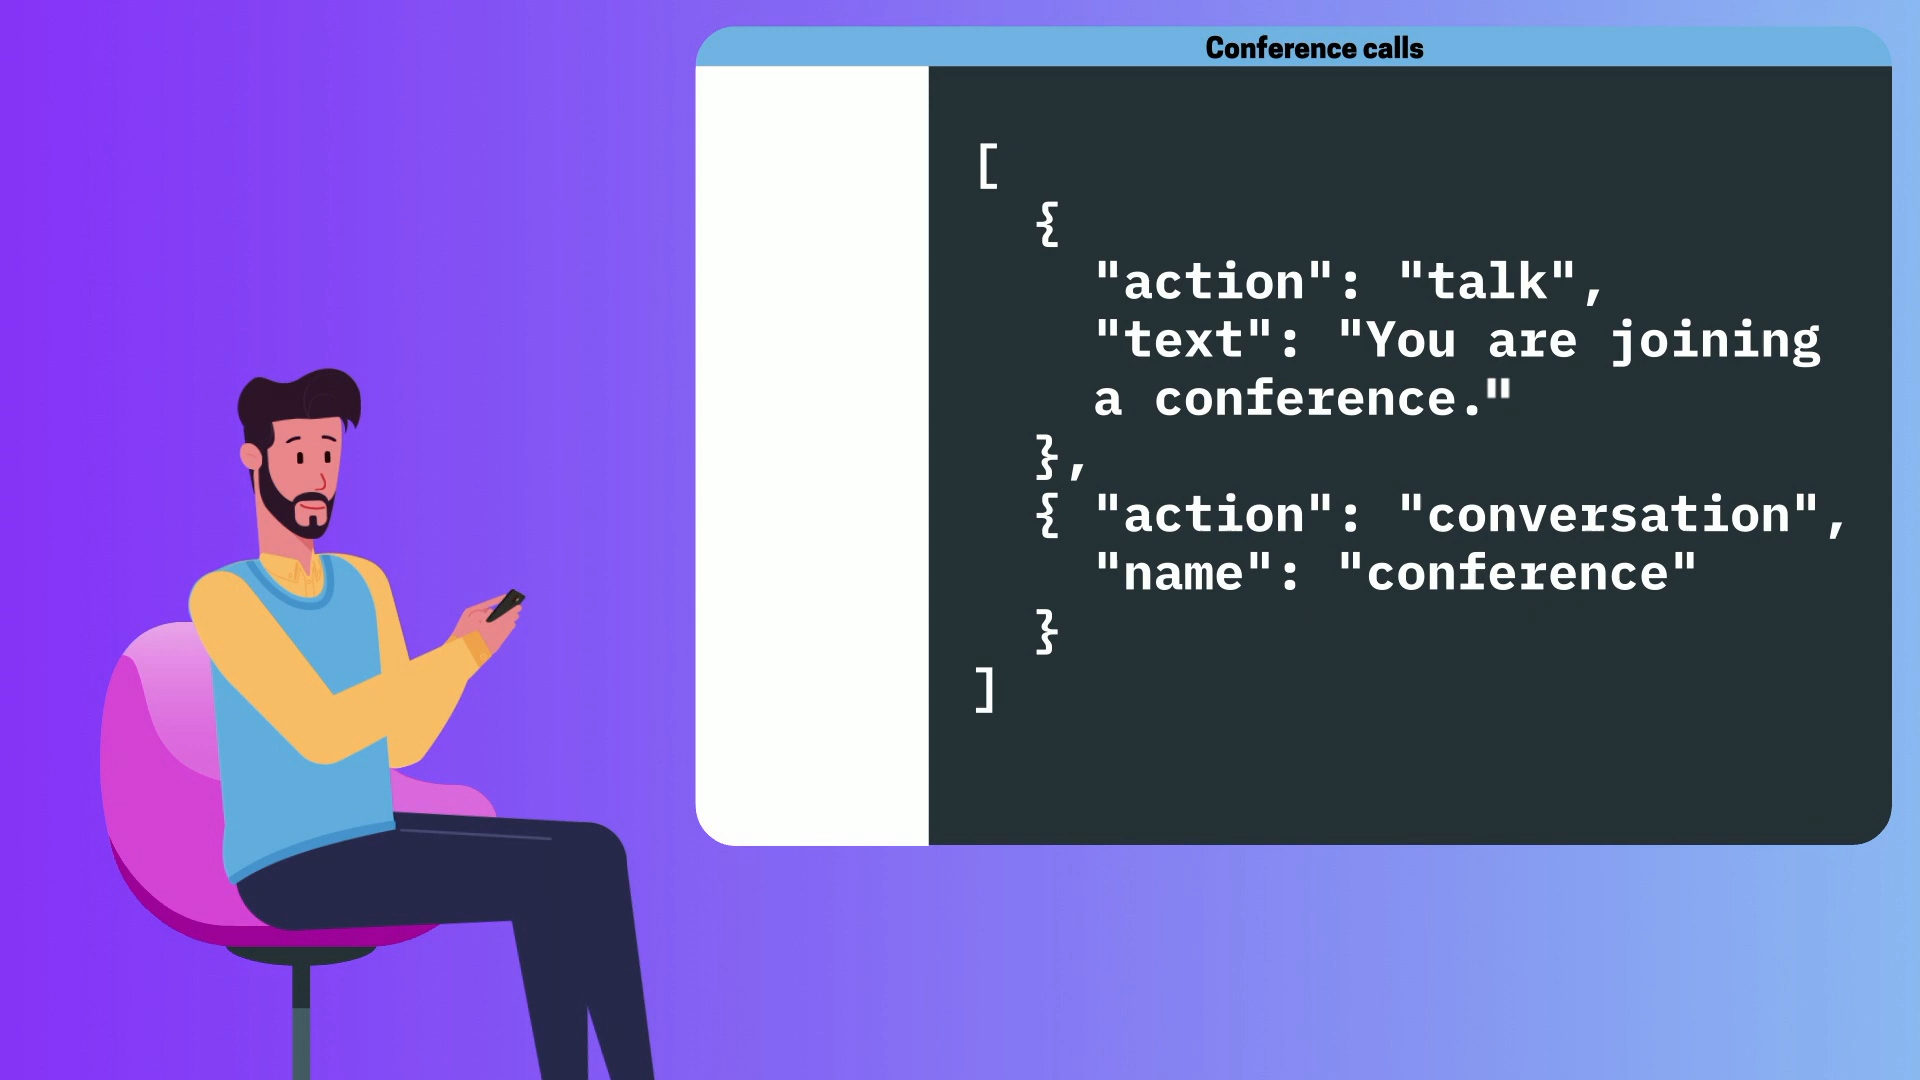 Conference calls
[
{
"action": "talk",
"text": "You are joining
a conference."
},
{ "action": "conversation",
"name": "conference"
}
]